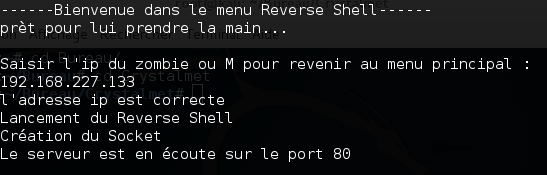 ------Bienvenue dans le menu Reverse Shell------
prèt pour lui prendre la main...
Saisir l'ip du zombie ou M pour revenir au menu principal :
192.168.227.133
l'adresse ip est correcte
Lancement du Reverse Shell
Création du Socket
Le serveur est en écoute sur le port 80